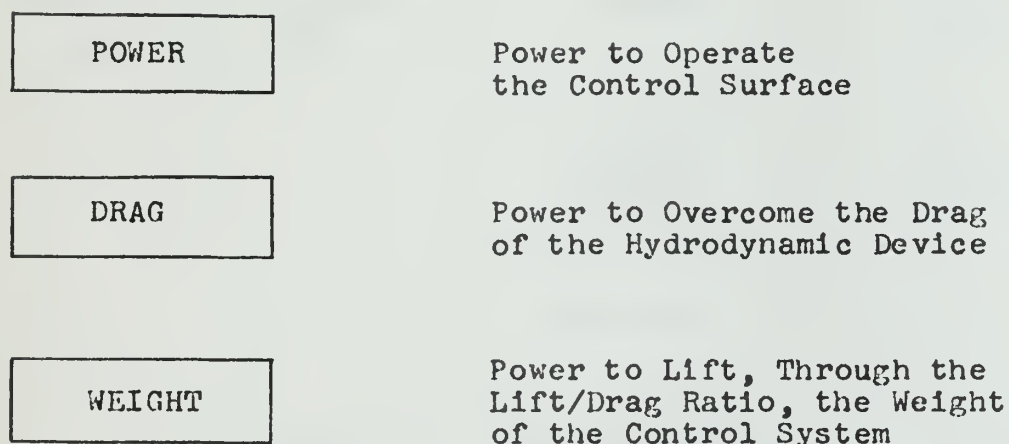 POWER
Power to Operate
the Control Surface
DRAG
Power to Overcome the Drag
of the Hydrodynamic Device
WEIGHT
Power to Lift, Through the
Lift/Drag Ratio, the Weight
of the Control System